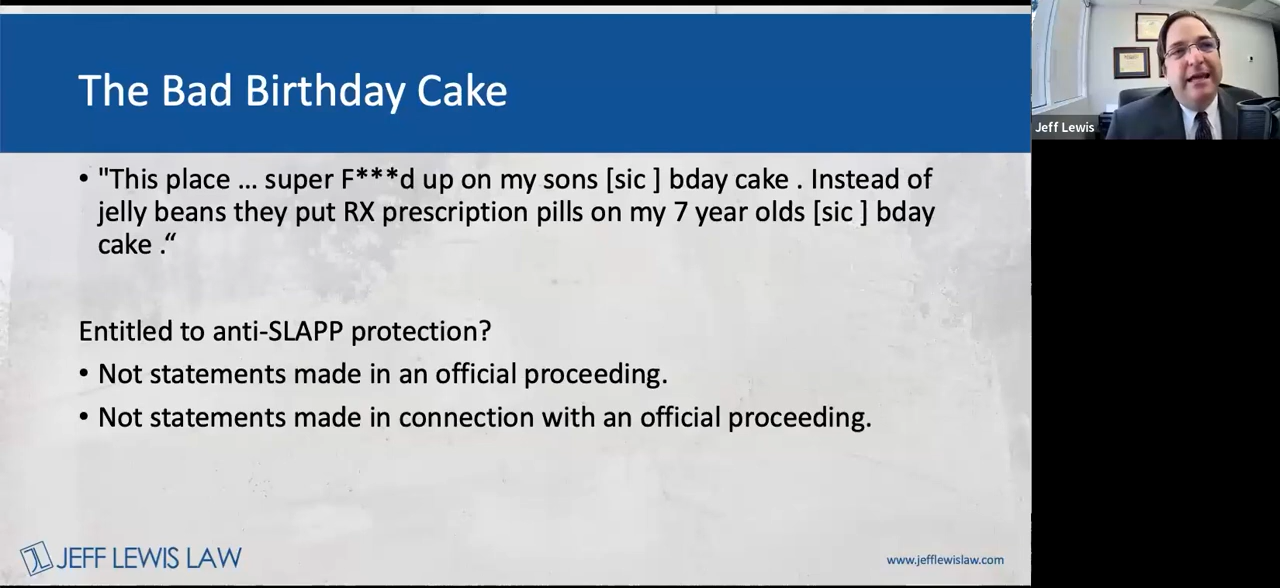 The Bad Birthday Cake
• "This place ... super F***d up on my sons [sic ] bday cake . Instead of
jelly beans they put RX prescription pills on my 7 year olds [sic ] bday
cake .“
Entitled to anti-SLAPP protection?
• Not statements made in an official proceeding.
• Not statements made in connection with an official proceeding.
JEFF LEWIS LAW
www.jefflewislaw.com
Jeff Lewis